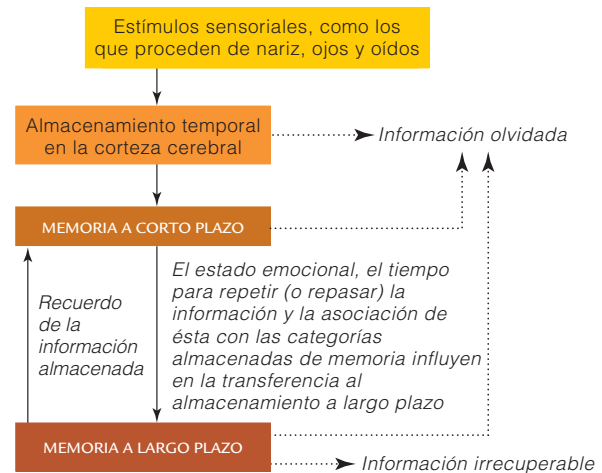 Estímulos sensoriales, como los
que proceden de nariz, ojos y oídos
Almacenamiento temporal
en la corteza cerebral
Información olvidada
MEMORIA A CORTO PLAZO
Recuerdo
de la
información
almacenada
El estado emocional, el tiempo
para repetir (o repasar) la
información y la asociación de
ésta con las categorías
almacenadas de memoria influyen
en la transferencia al
almacenamiento a largo plazo
MEMORIA A LARGO PLAZO
Información irrecuperable